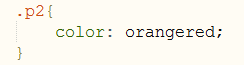 .p2{
    color: orangered;
}